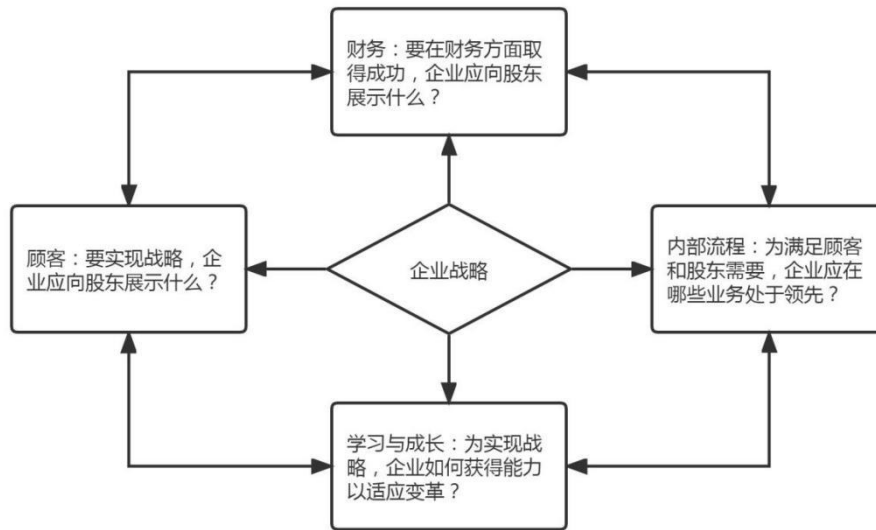 财务：要在财务方面取
得成功，企业应向股东
展示什么？
顾客：要实现战略，企
业应向股东展示什么？
企业战略
内部流程：为满足顾客
和股东需要，企业应在
哪些业务处于领先？
学习与成长：为实现战
略，企业如何获得能力
以适应变革？